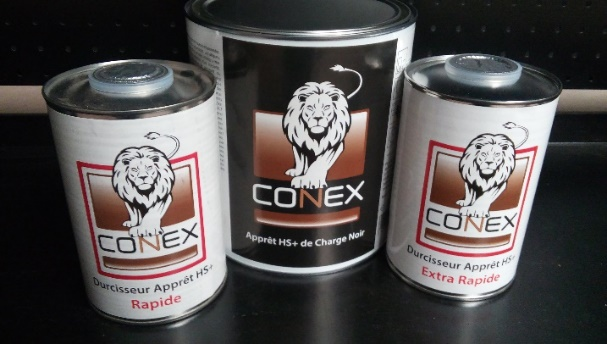 CONEX
Durcisseur Apprêt HS+
Rapide
CONEX
Apprêt HS+ de Charge Noir
CONEX
Durcisseur Apprêt HS+
Extra Rapide